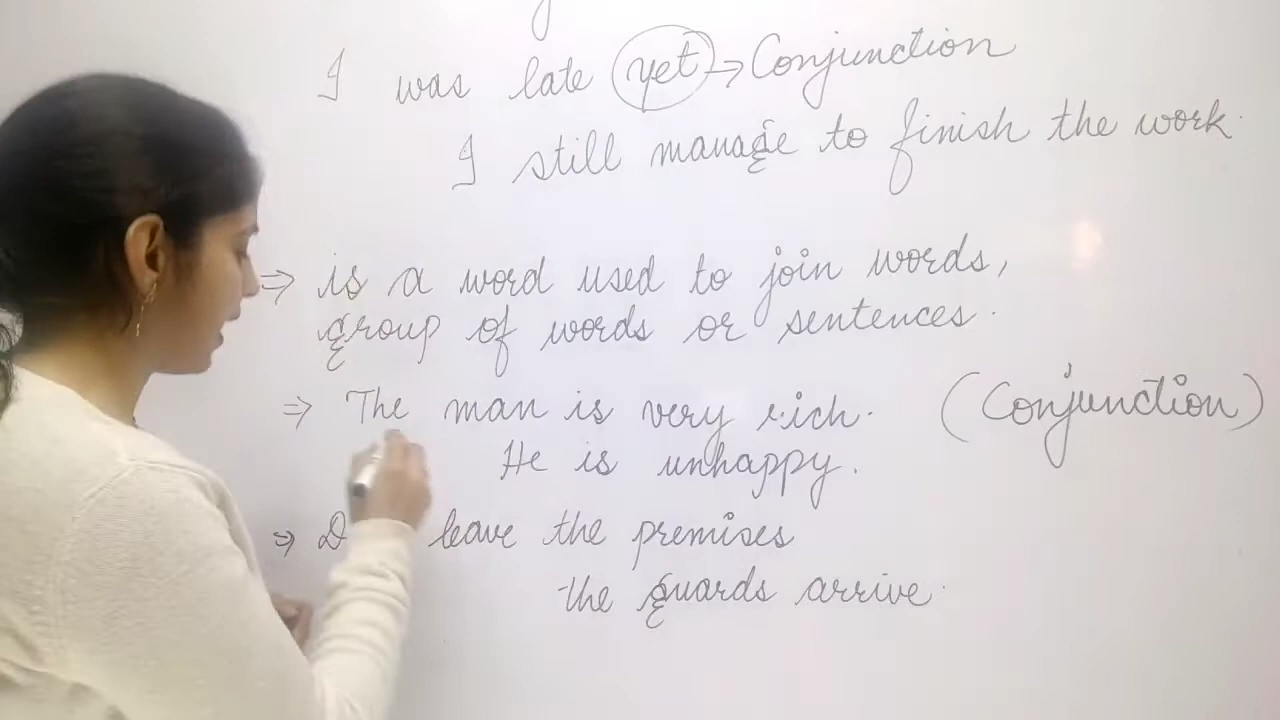 I was late yet → Conjunction
I still manage to finish the work.
⇒ is a word used to join words,
group of words or sentences.
⇒ The man is very rich. (Conjunction)
He is unhappy.
⇒ leave the premises
the guards arrive.